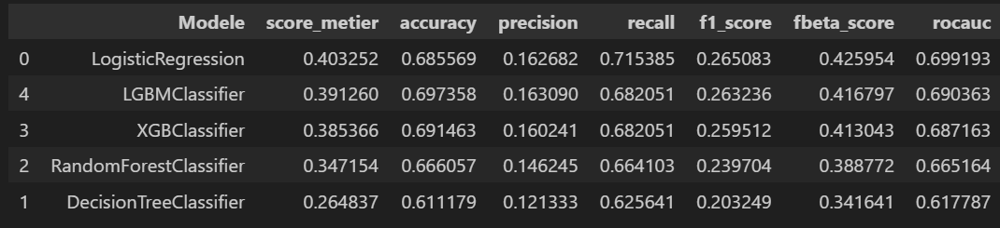 Modele score_metier accuracy precision recall f1_score fbeta_score rocauc
0 LogisticRegression 0.403252 0.685569 0.162682 0.715385 0.265083 0.425954 0.699193
4 LGBMClassifier 0.391260 0.697358 0.163090 0.682051 0.263236 0.416797 0.690363
3 XGBClassifier 0.385366 0.691463 0.160241 0.682051 0.259512 0.413043 0.687163
2 RandomForestClassifier 0.347154 0.666057 0.146245 0.664103 0.239704 0.388772 0.665164
1 DecisionTreeClassifier 0.264837 0.611179 0.121333 0.625641 0.203249 0.341641 0.617787